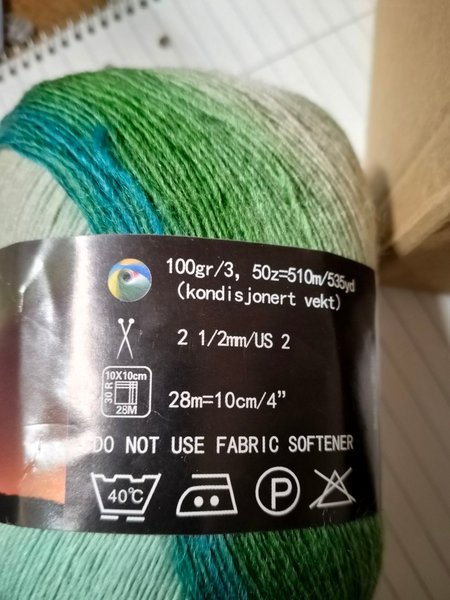 100gr/3, 50z=510m/535yd
(kondisjonert vekt)
2 1/2mm/US 2
10X10cm
30 R
28M
28m=10cm/4”
DO NOT USE FABRIC SOFTENER
40℃
P